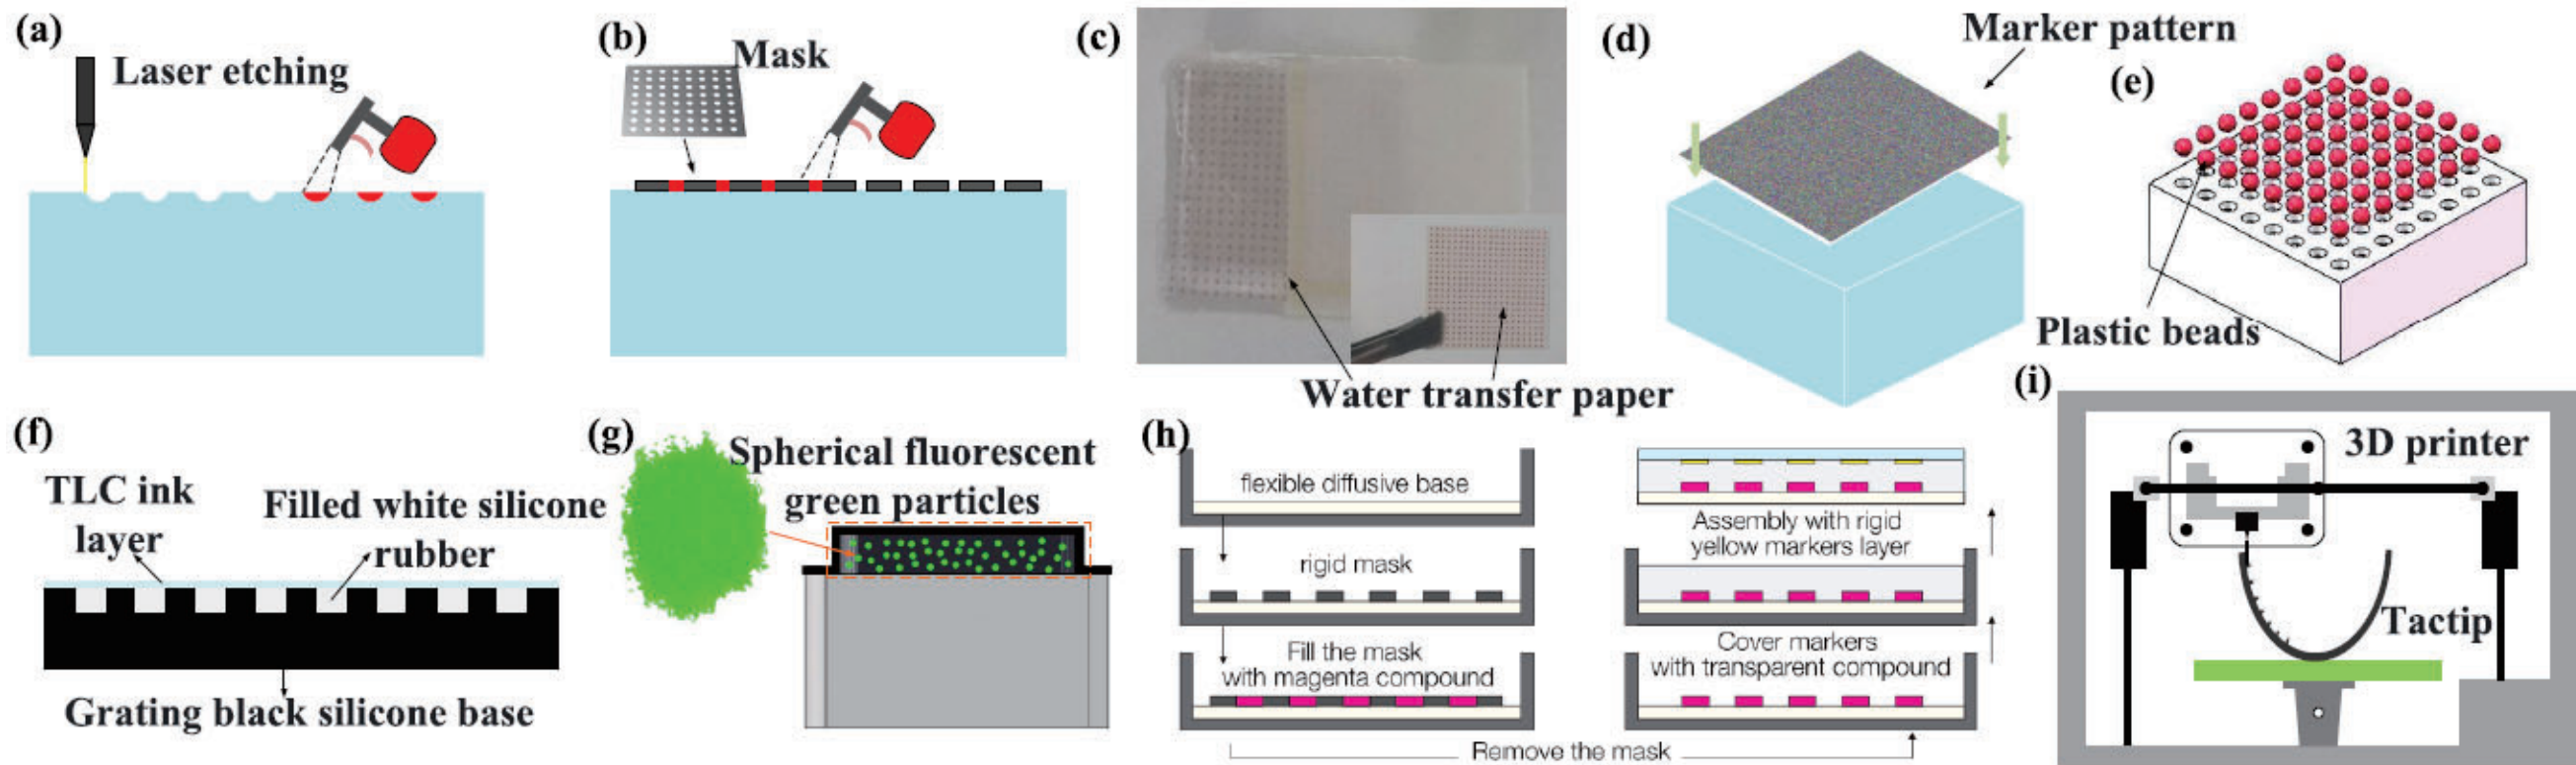 (a)
Laser etching
(b)
Mask
(c)
Water transfer paper
(d)
Marker pattern
(e)
Plastic beads
(f)
TLC ink
layer
Filled white silicone
rubber
Grating black silicone base
(g)
Spherical fluorescent
green particles
(h)
flexible diffusive base
rigid mask
Fill the mask
with magenta compound
Remove the mask
Cover markers
with transparent compound
Assembly with rigid
yellow markers layer
(i)
3D printer
Tactip